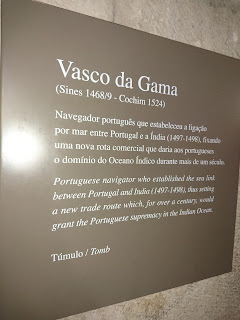 Vasco da Gama
(Sines 1468/9 - Cochim 1524)
Navegador português que estabeleceu a ligação
por mar entre Portugal e a Índia (1497-1498), fixando
uma nova rota comercial que daria aos portugueses
o domínio do Oceano Índico durante mais de um século.
Portuguese navigator who established the sea link
between Portugal and India (1497-1498), thus setting
a new trade route which, for over a century, would
grant the Portuguese supremacy in the Indian Ocean.
Túmulo / Tomb